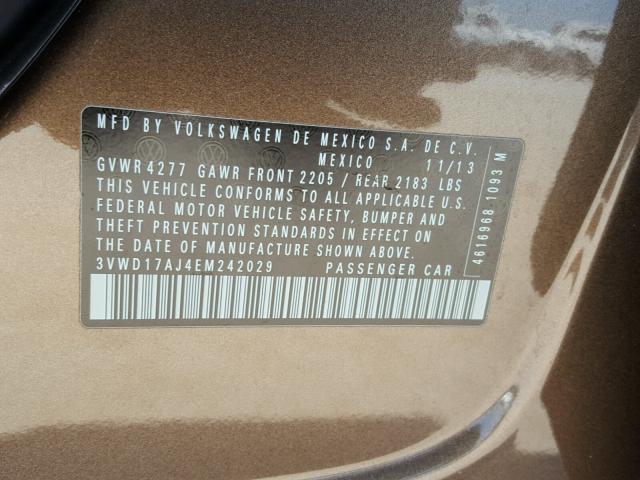 MFD BY VOLKSWAGEN DE MEXICO S.A. DE C.V.
MEXICO 11/13
GVWR 4277 GAWR FRONT 2205 / REAR 2183 LBS
THIS VEHICLE CONFORMS TO ALL APPLICABLE U.S.
FEDERAL MOTOR VEHICLE SAFETY, BUMPER AND
THEFT PREVENTION STANDARDS IN EFFECT ON
THE DATE OF MANUFACTURE SHOWN ABOVE.
3VWD17AJ4EM242029 PASSENGER CAR
4616968-1093 M